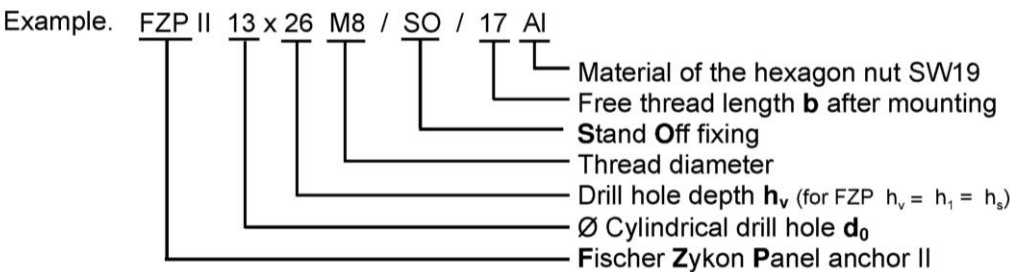 Example. FZP II 13 x 26 M8 / SO / 17 Al
Material of the hexagon nut SW19
Free thread length b after mounting
Stand Off fixing
Thread diameter
Drill hole depth hᵥ (for FZP hᵥ = h₁ = hₛ)
Ø Cylindrical drill hole d₀
Fischer Zykon Panel anchor II